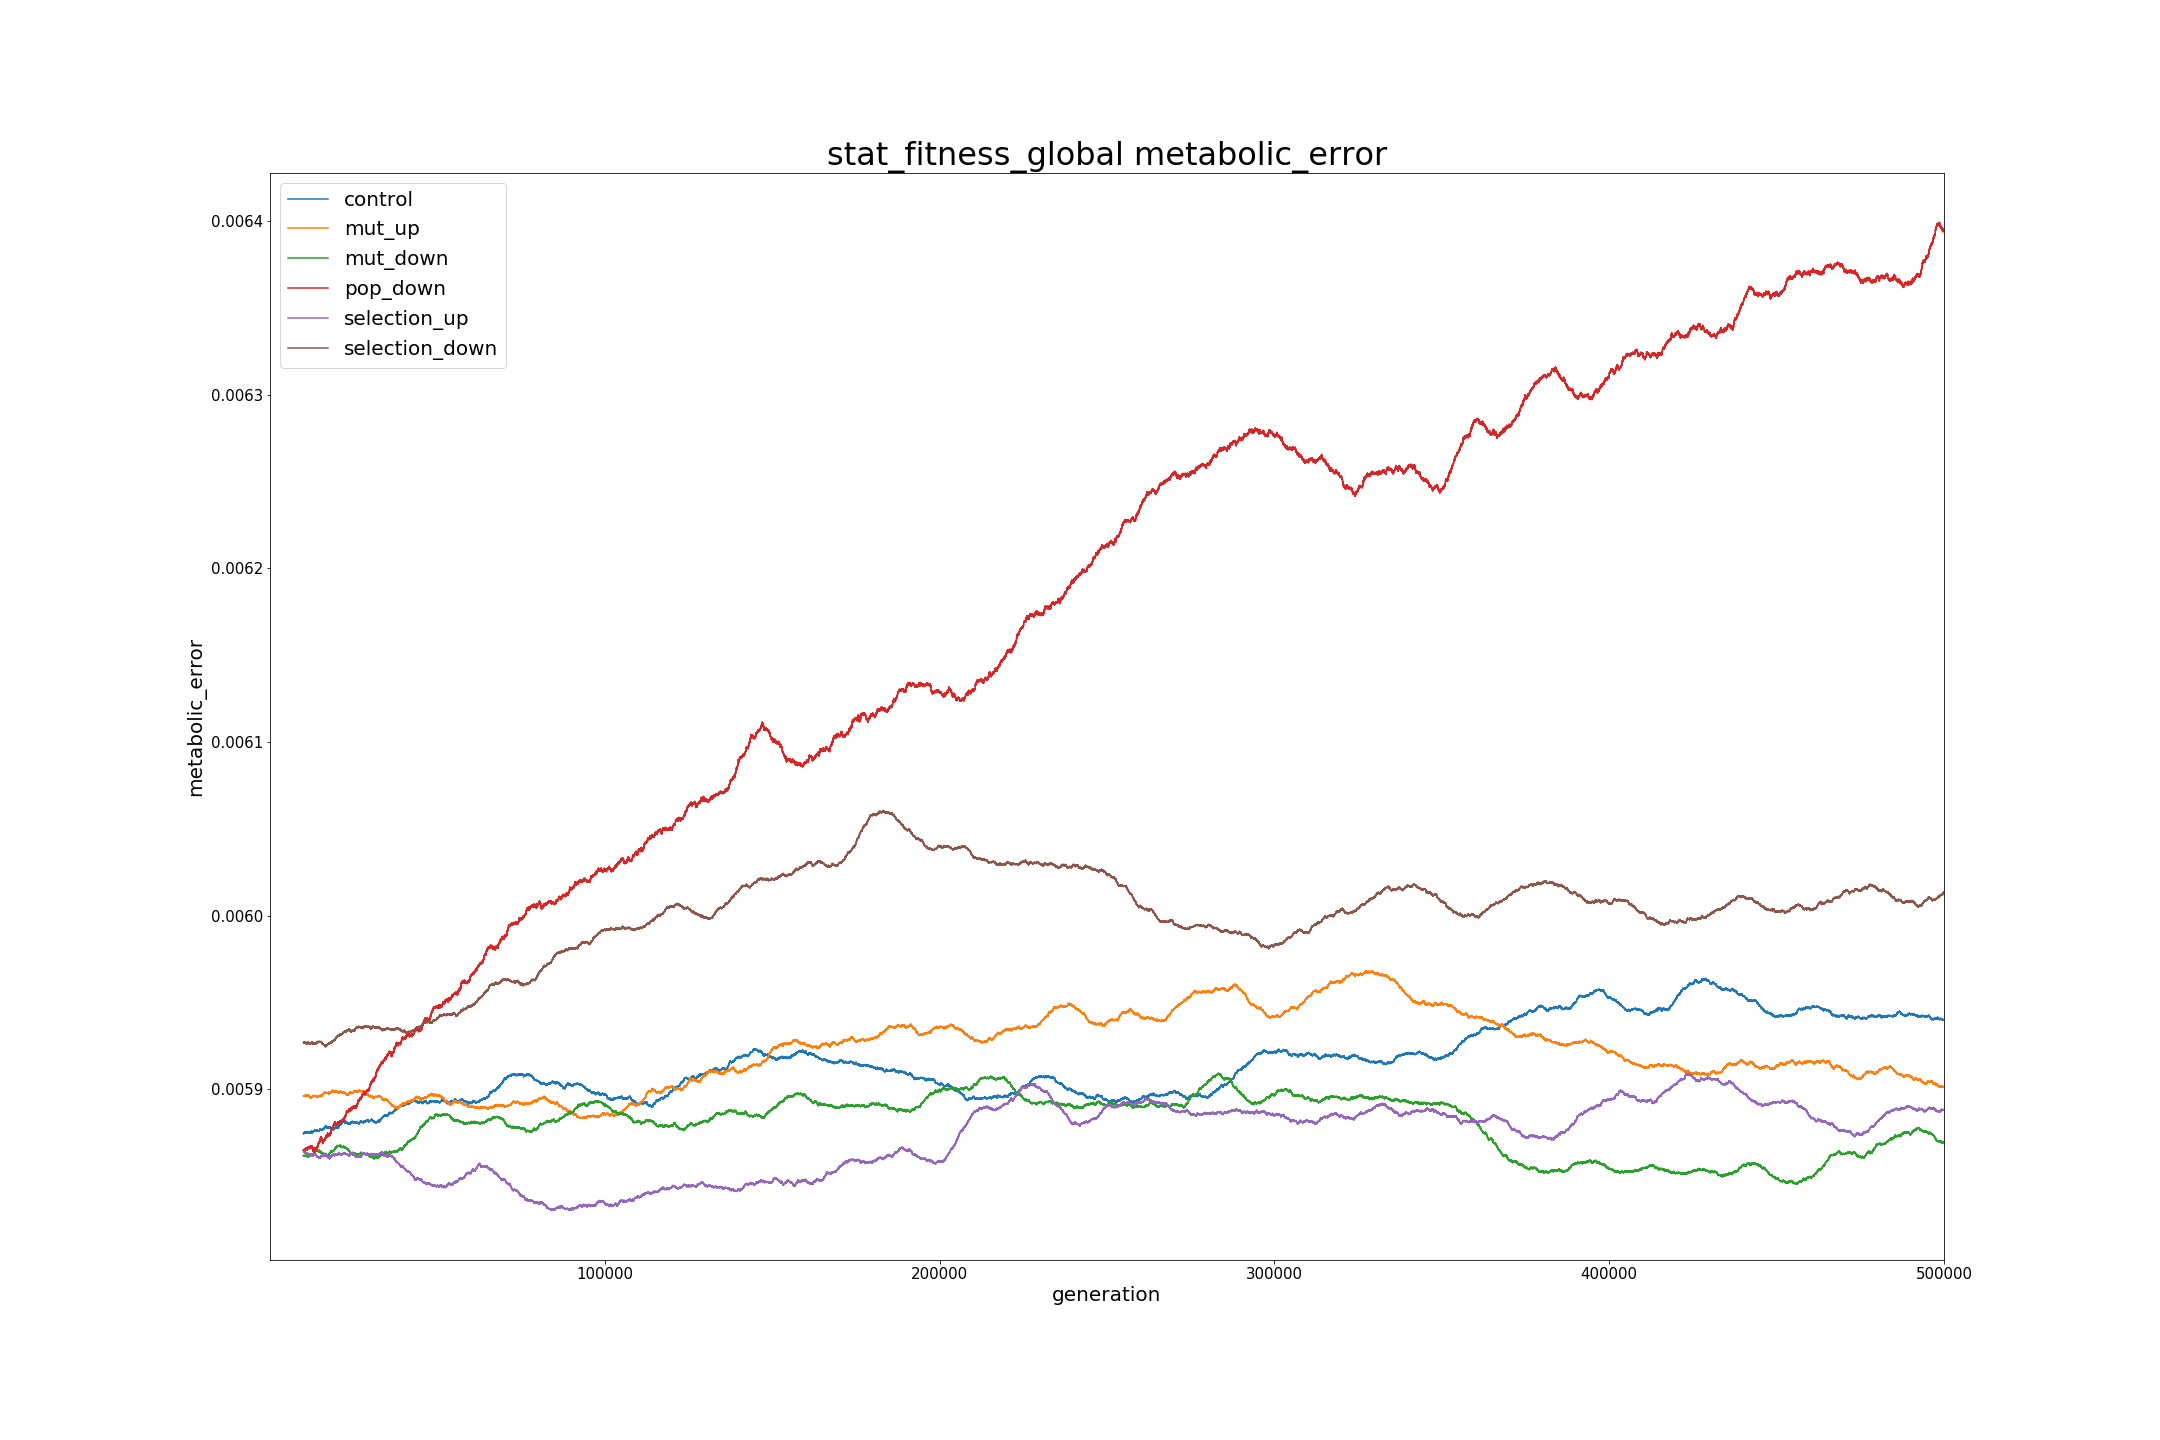 stat_fitness_global metabolic_error
control
mut_up
mut_down
pop_down
selection_up
selection_down
0.0064
0.0063
0.0062
0.0061
0.0060
0.0059
metabolic_error
100000
200000
300000
400000
500000
generation